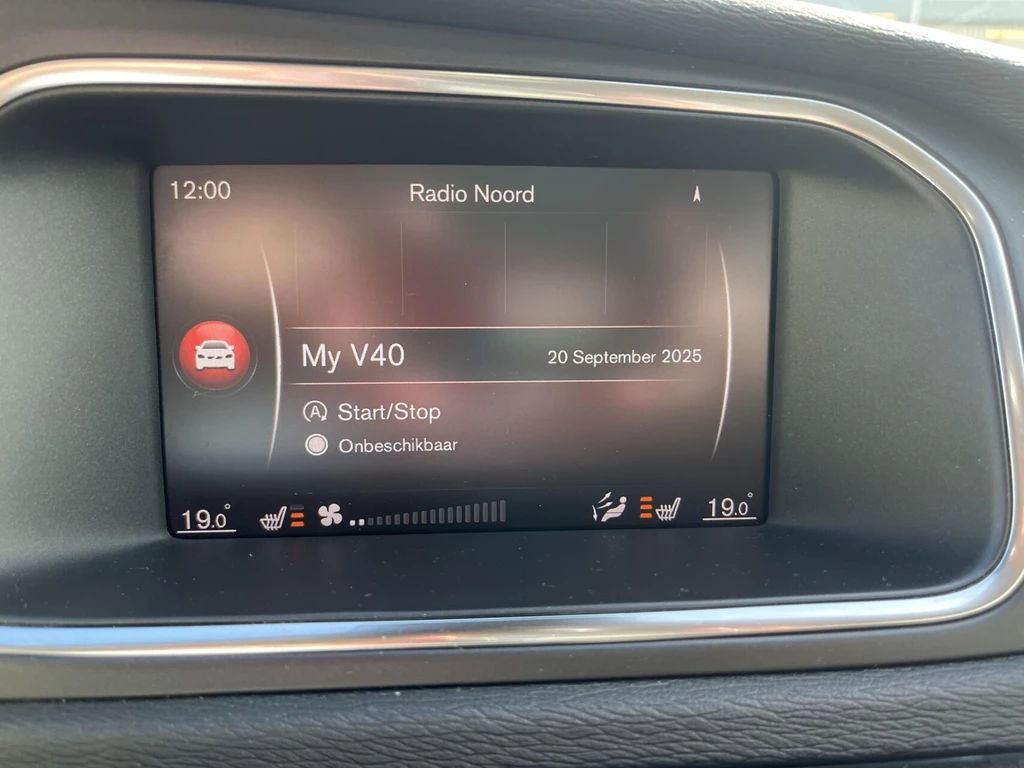 12:00 Radio Noord
My V40 20 September 2025
A Start/Stop
Onbeschikbaar
19.0° 19.0°